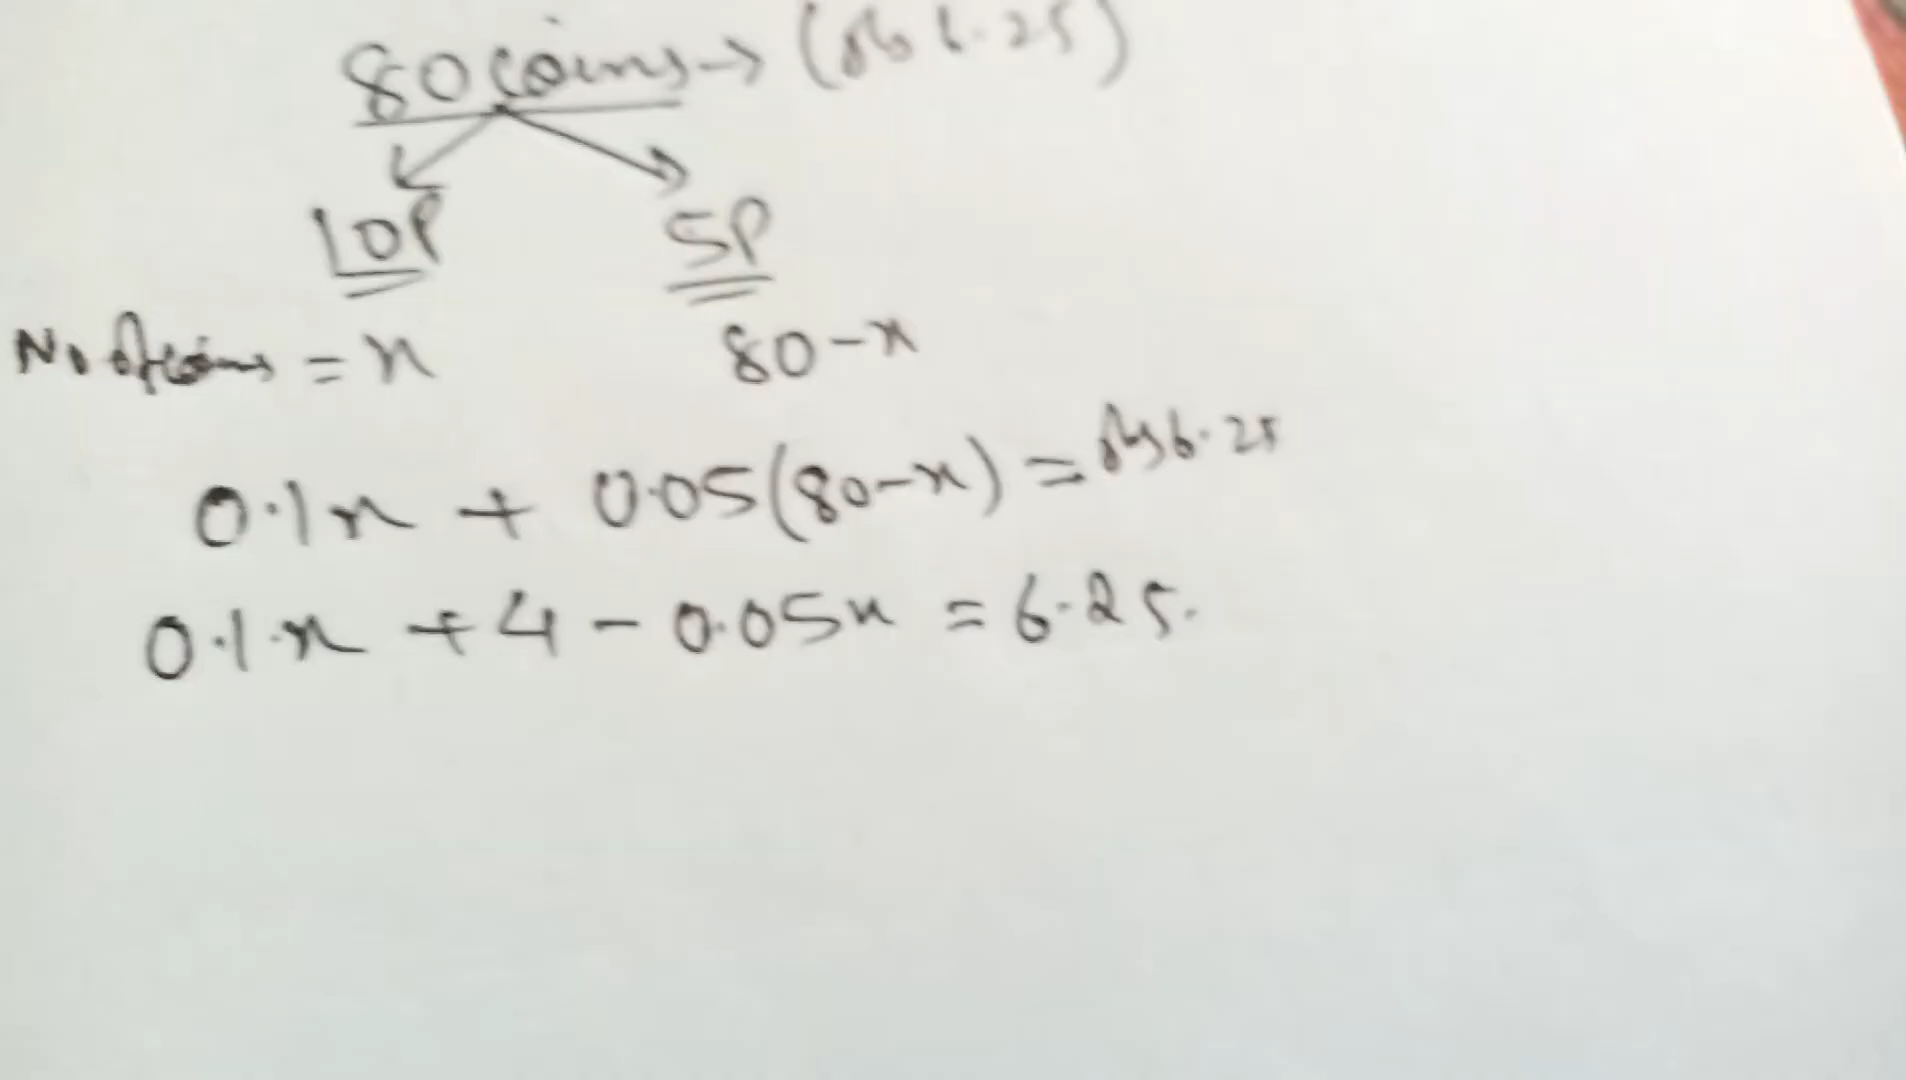 80 coins → (Rs 6.25)
10P 5P
No of coins = x 80-x
0.1x + 0.05(80-x) = Rs 6.25
0.1x + 4 - 0.05x = 6.25.